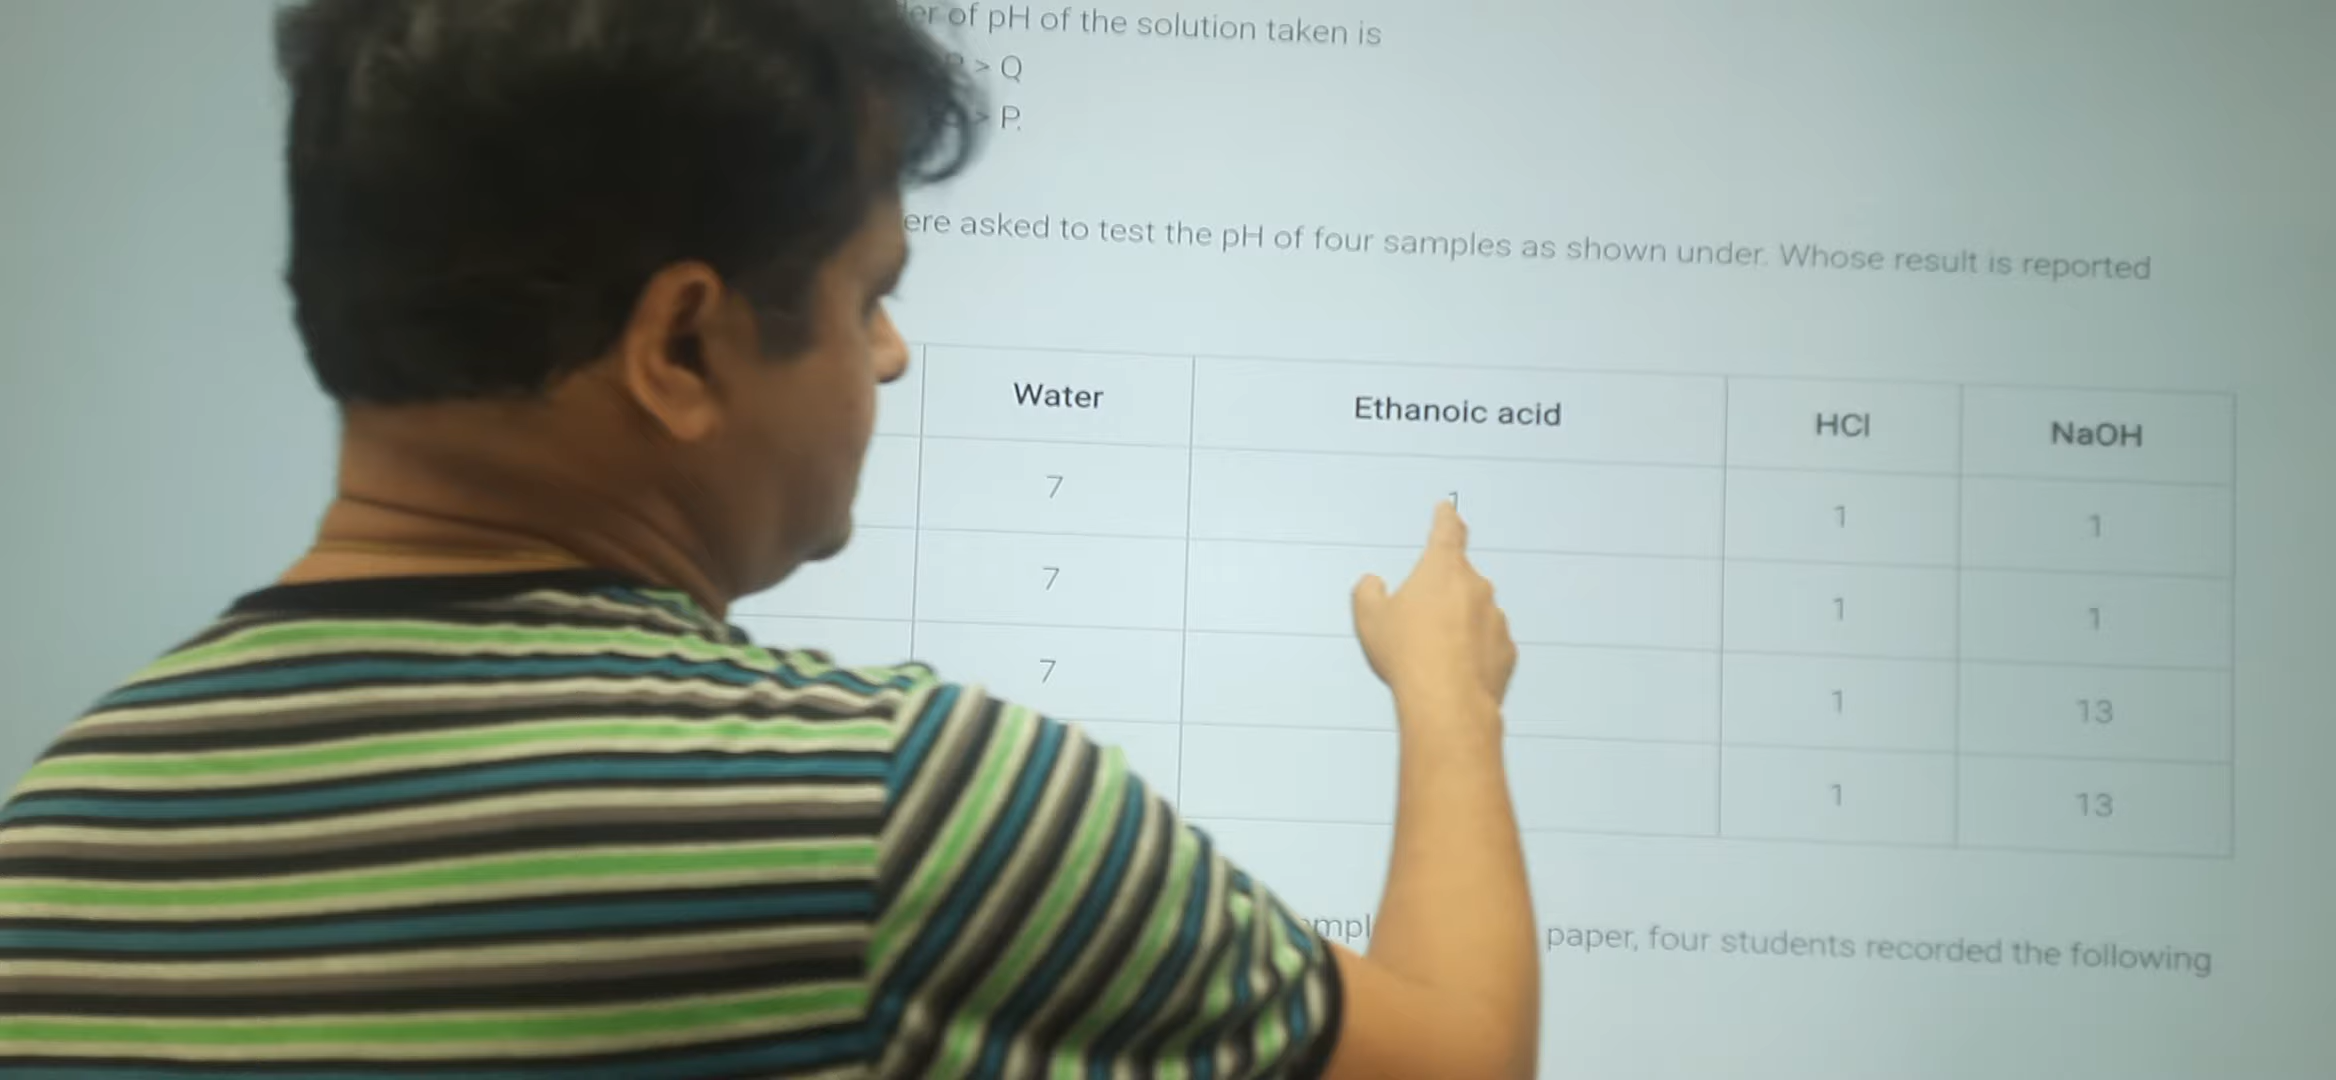 of pH of the solution taken is
> Q
> P.
asked to test the pH of four samples as shown under. Whose result is reported
Water Ethanoic acid HCl NaOH
7 1 1 1
7 1 1
7 1 13
1 13
paper, four students recorded the following